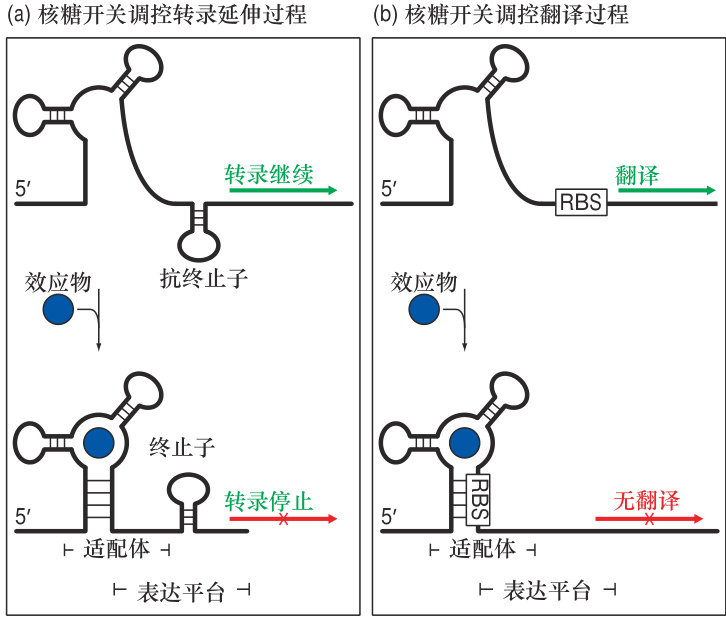 (a) 核糖开关调控转录延伸过程
5′
转录继续
抗终止子
效应物
终止子
5′
转录停止
适配体
表达平台
(b) 核糖开关调控翻译过程
5′
翻译
RBS
效应物
RBS
5′
无翻译
适配体
表达平台